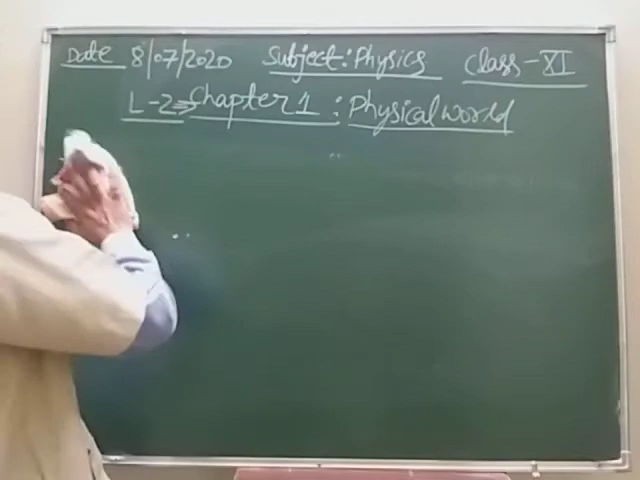 Date 8/07/2020 Subject: Physics Class-XI
L-2⇒Chapter 1 : Physical world